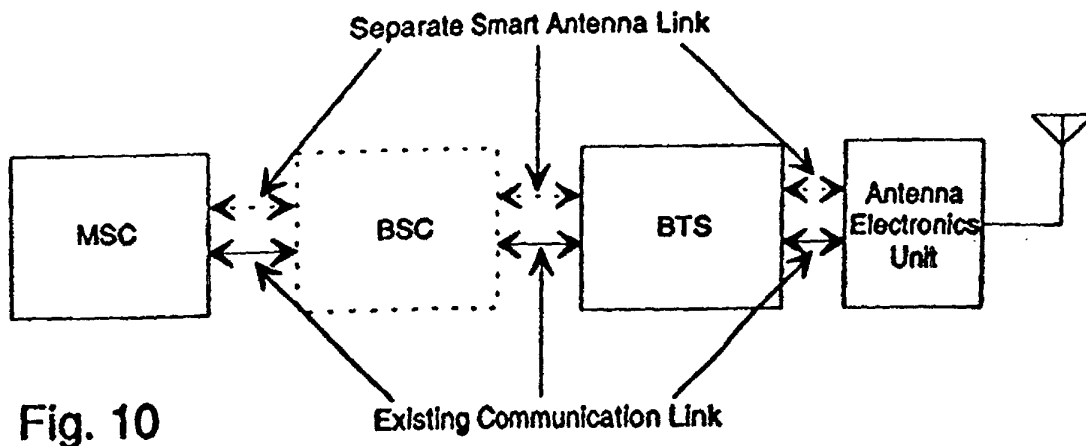 Separate Smart Antenna Link
MSC
BSC
BTS
Antenna
Electronics
Unit
Existing Communication Link
Fig. 10